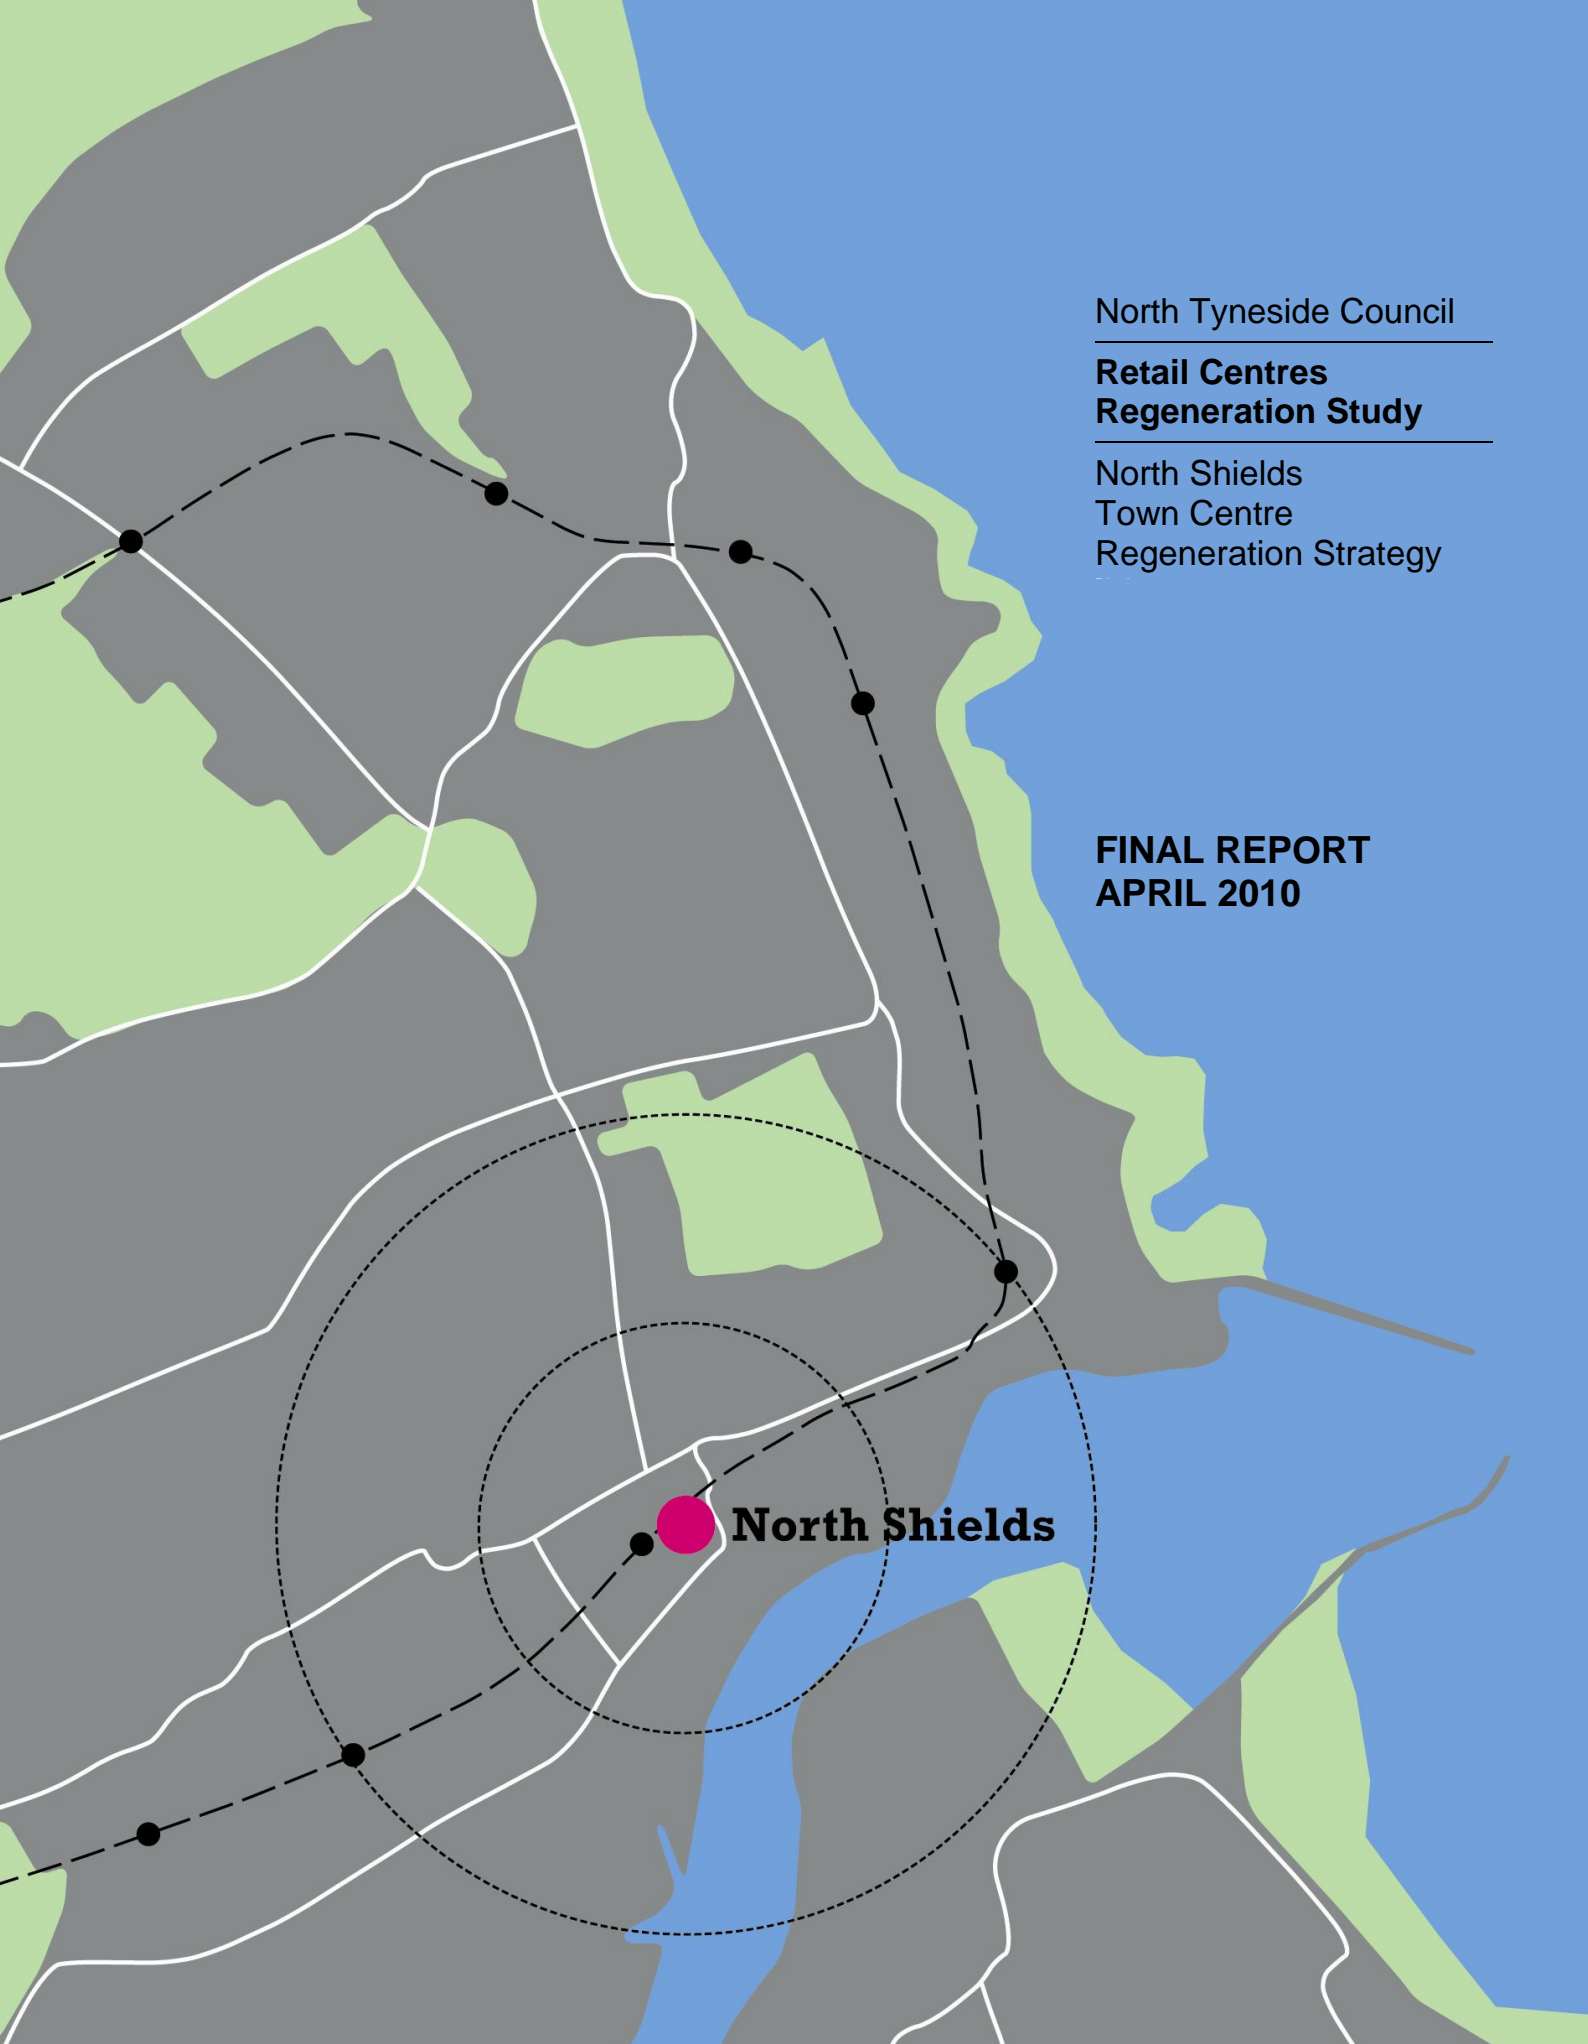 North Tyneside Council
Retail Centres
Regeneration Study
North Shields
Town Centre
Regeneration Strategy
FINAL REPORT
APRIL 2010
North Shields